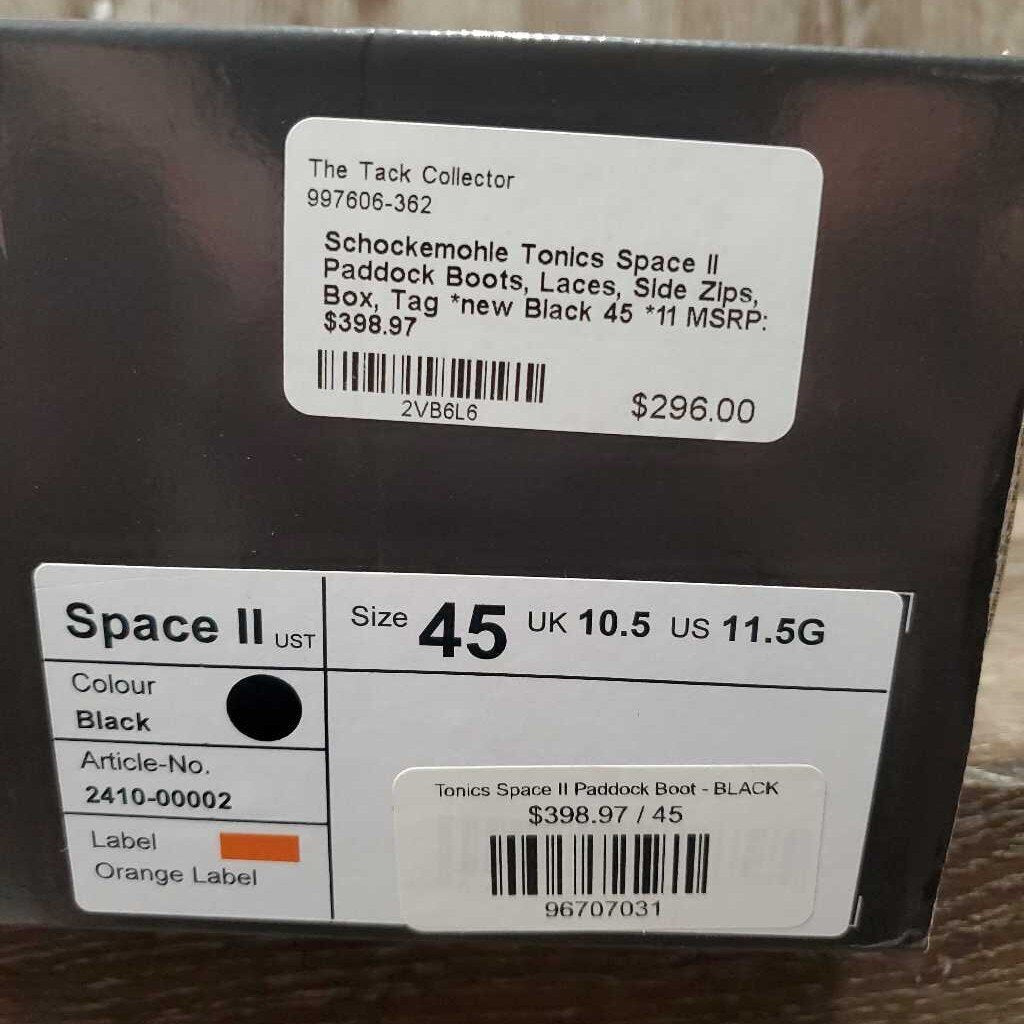 The Tack Collector
997606-362
Schockemohle Tonics Space II
Paddock Boots, Laces, Side Zips,
Box, Tag *new Black 45 *11 MSRP:
$398.97
2VB6L6
$296.00
Space II UST
Size 45 UK 10.5 US 11.5G
Colour
Black
Article-No.
2410-00002
Label
Orange Label
Tonics Space II Paddock Boot - BLACK
$398.97 / 45
96707031